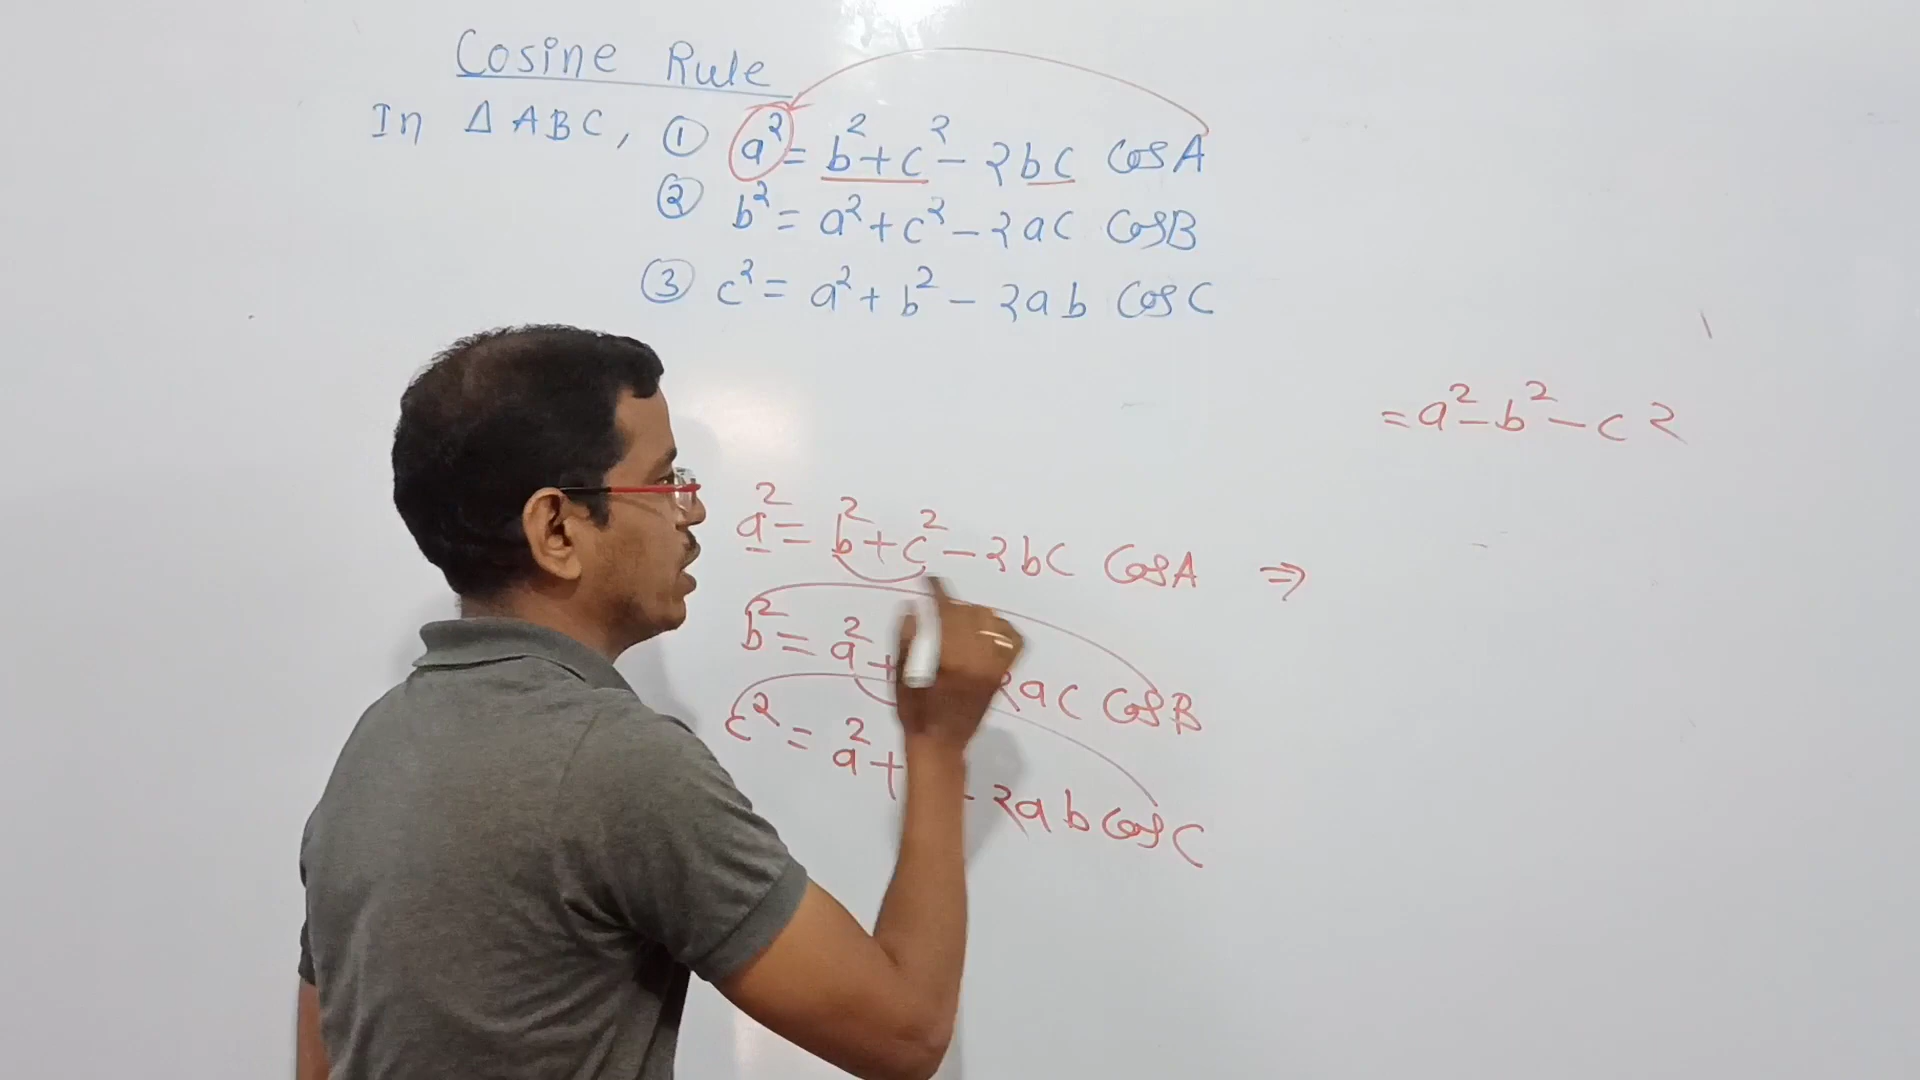 Cosine Rule
In Δ ABC, ① a² = b² + c² - 2bc CosA
② b² = a² + c² - 2ac CosB
③ c² = a² + b² - 2ab CosC
= a² - b² - c2
a² = b² + c² - 2bc CosA ⇒
b² = a² + 2ac CosB
c² = a² + - 2ab CosC